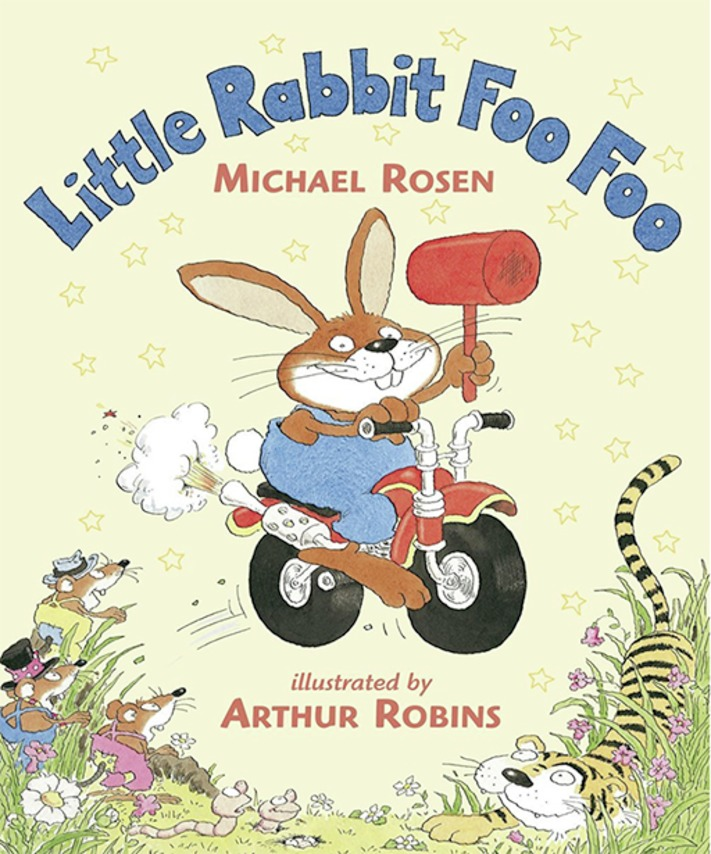 Little Rabbit Foo Foo
MICHAEL ROSEN
illustrated by
ARTHUR ROBINS